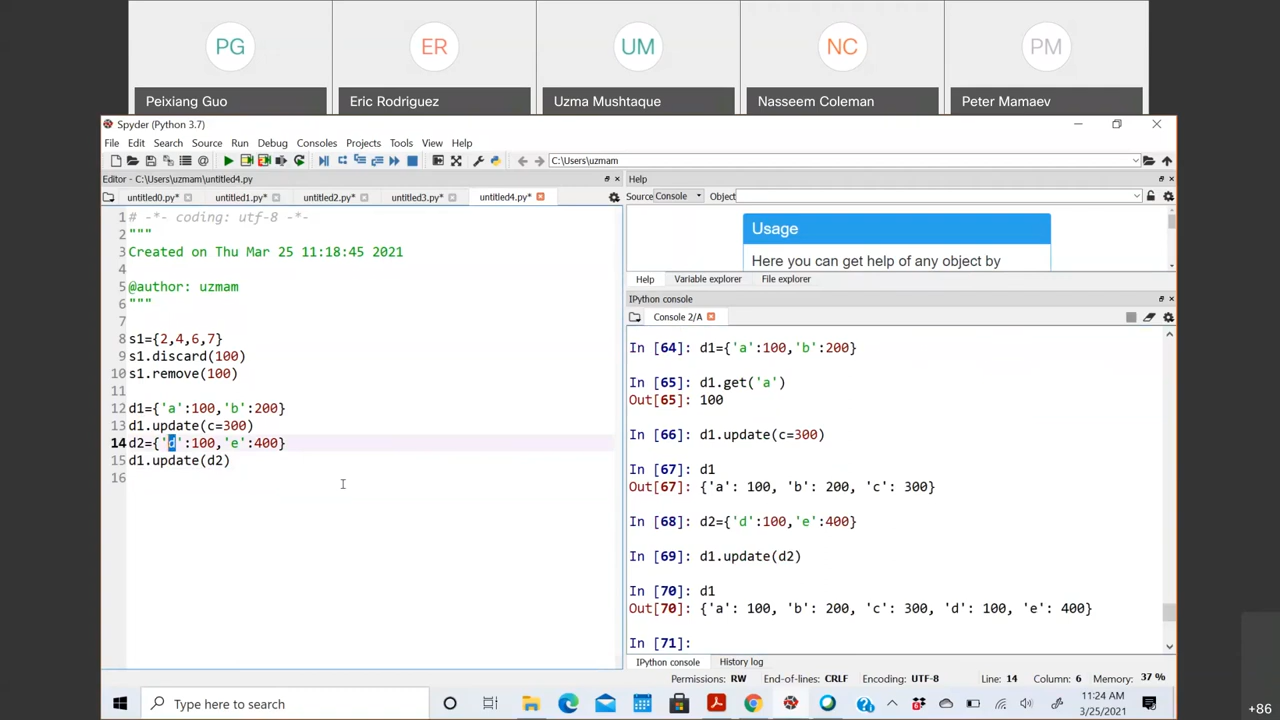 PG
ER
UM
NC
PM
Peixiang Guo
Eric Rodriguez
Uzma Mushtaque
Nasseem Coleman
Peter Mamaev
Spyder (Python 3.7)
File Edit Search Source Run Debug Consoles Projects Tools View Help
C:\Users\uzmam
Editor - C:\Users\uzmam\untitled4.py
untitled0.py* untitled1.py* untitled2.py* untitled3.py* untitled4.py*
1 # -*- coding: utf-8 -*-
2 """
3 Created on Thu Mar 25 11:18:45 2021
4
5 @author: uzmam
6 """
7
8 s1={2,4,6,7}
9 s1.discard(100)
10 s1.remove(100)
11
12 d1={'a':100,'b':200}
13 d1.update(c=300)
14 d2={'d':100,'e':400}
15 d1.update(d2)
16
Help
Source Console Object
Usage
Here you can get help of any object by
Help Variable explorer File explorer
IPython console
Console 2/A
In [64]: d1={'a':100,'b':200}
In [65]: d1.get('a')
Out[65]: 100
In [66]: d1.update(c=300)
In [67]: d1
Out[67]: {'a': 100, 'b': 200, 'c': 300}
In [68]: d2={'d':100,'e':400}
In [69]: d1.update(d2)
In [70]: d1
Out[70]: {'a': 100, 'b': 200, 'c': 300, 'd': 100, 'e': 400}
In [71]:
IPython console History log
Permissions: RW End-of-lines: CRLF Encoding: UTF-8 Line: 14 Column: 6 Memory: 37 %
Type here to search
11:24 AM
3/25/2021
+86